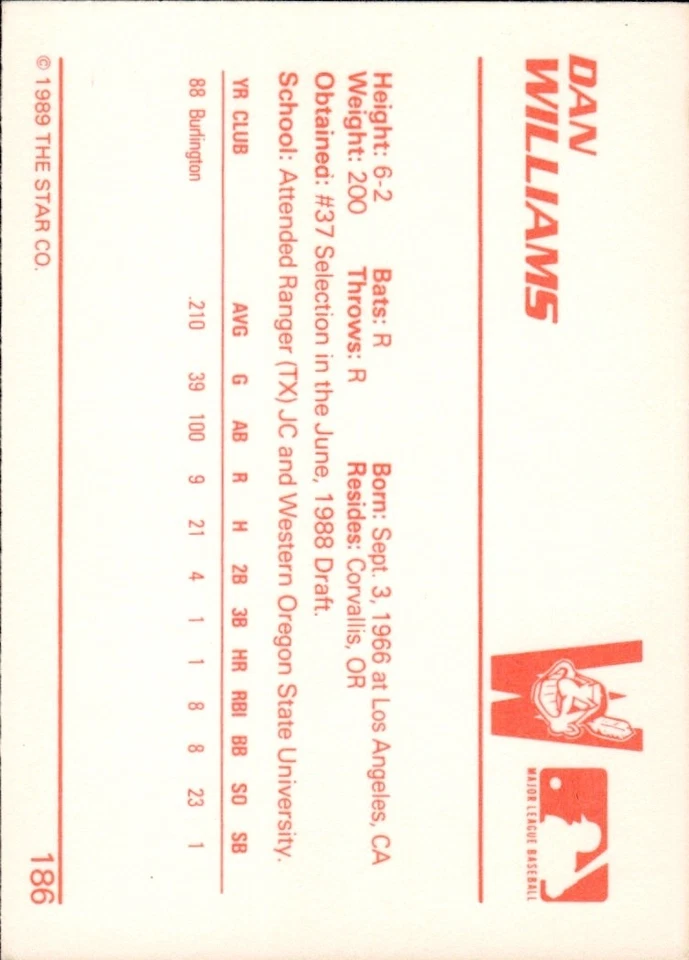 DAN
WILLIAMS
MAJOR LEAGUE BASEBALL
Height: 6-2 Bats: R Born: Sept. 3, 1966 at Los Angeles, CA
Weight: 200 Throws: R Resides: Corvallis, OR
Obtained: #37 Selection in the June, 1988 Draft.
School: Attended Ranger (TX) JC and Western Oregon State University.
YR CLUB AVG G AB R H 2B 3B HR RBI BB SO SB
88 Burlington .210 39 100 9 21 4 1 1 8 8 23 1
© 1989 THE STAR CO. 186